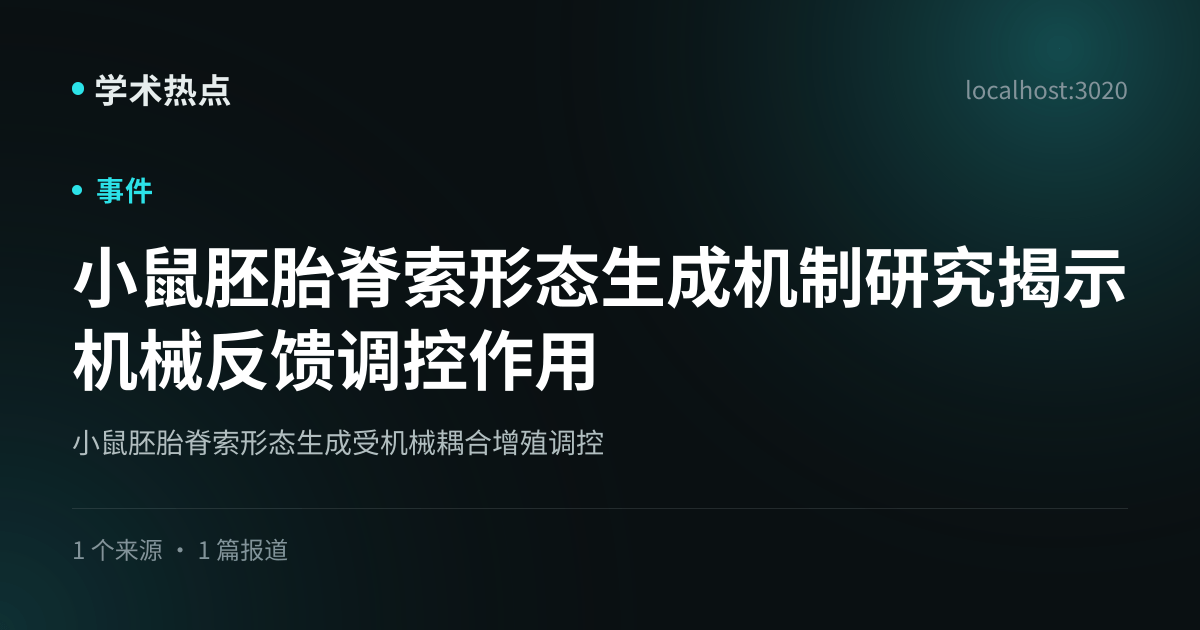 学术热点
localhost:3020
事件
小鼠胚胎脊索形态生成机制研究揭示
机械反馈调控作用
小鼠胚胎脊索形态生成受机械耦合增殖调控
1 个来源 · 1 篇报道